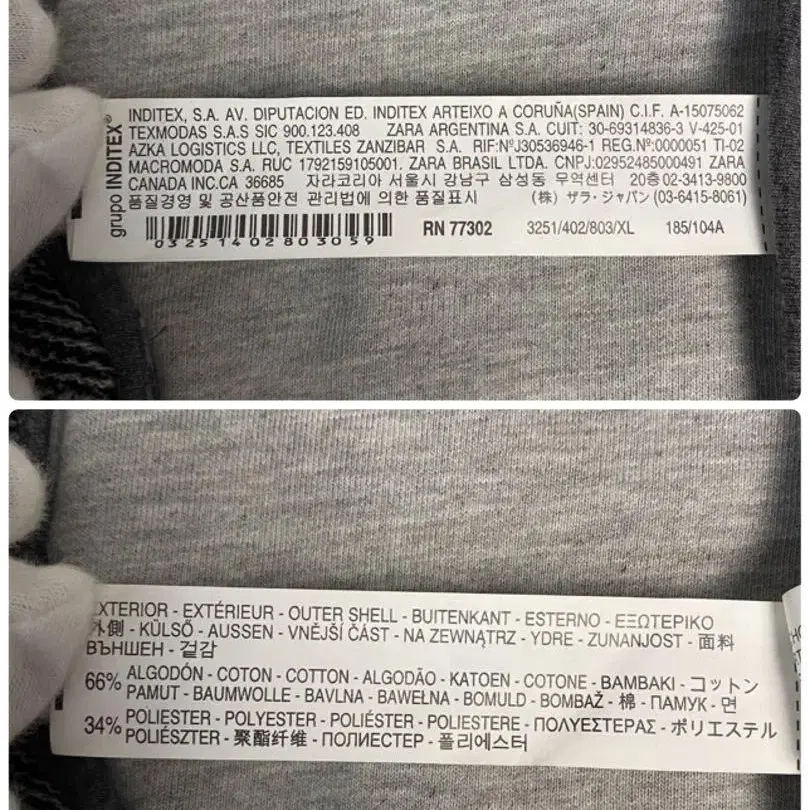 grupo INDITEX®
INDITEX, S.A. AV. DIPUTACION ED. INDITEX ARTEIXO A CORUÑA(SPAIN) C.I.F. A-15075062
TEXMODAS S.A.S SIC 900.123.408 ZARA ARGENTINA S.A. CUIT: 30-69314836-3 V-425-01
AZKA LOGISTICS LLC, TEXTILES ZANZIBAR S.A. RIF:NºJ30536946-1 REG.Nº:0000051 TI-02
MACROMODA S.A. RUC 1792159105001. ZARA BRASIL LTDA. CNPJ:02952485000491 ZARA
CANADA INC.CA 36685 자라코리아 서울시 강남구 삼성동 무역센터 20층 02-3413-9800
품질경영 및 공산품안전 관리법에 의한 품질표시 (株) ザラ・ジャパン (03-6415-8061)
03251402803059 RN 77302 3251/402/803/XL 185/104A
EXTERIOR - EXTÉRIEUR - OUTER SHELL - BUITENKANT - ESTERNO - ΕΞΩΤΕΡΙΚΟ
外側 - KÜLSŐ - AUSSEN - VNĚJŠÍ ČÁST - NA ZEWNĄTRZ - YDRE - ZUNANJOST - 面料
ВЪНШЕН - 겉감
66% ALGODÓN - COTON - COTTON - ALGODÃO - KATOEN - COTONE - ΒΑΜΒΑΚΙ - コットン
PAMUT - BAUMWOLLE - BAVLNA - BAWEŁNA - BOMULD - BOMBAŽ - 棉 - ПАМУК - 면
34% POLIESTER - POLYESTER - POLIÉSTER - POLIESTERE - ΠΟΛΥΕΣΤΕΡΑΣ - ポリエステル
POLIÉSZTER - 聚酯纤维 - ПОЛИЕСТЕР - 폴리에스터